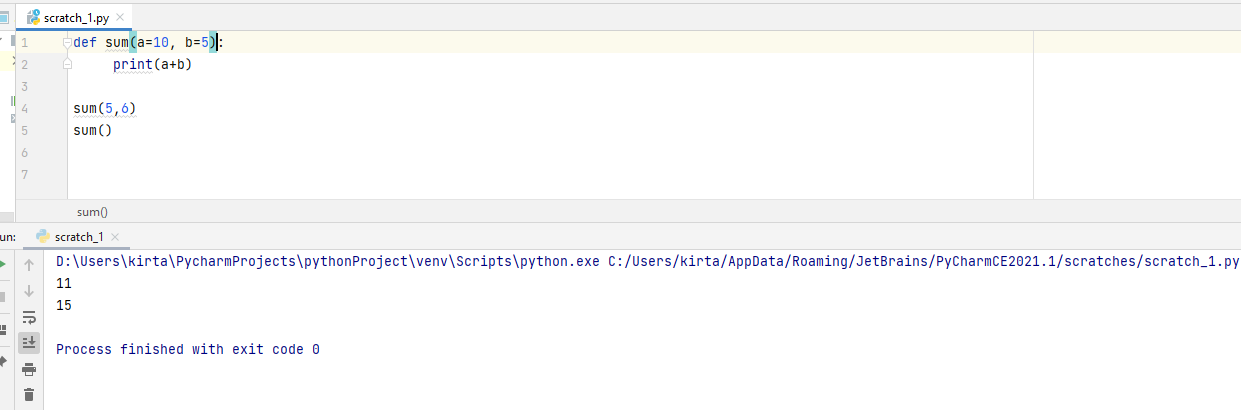 scratch_1.py
1 def sum(a=10, b=5):
2 print(a+b)
3
4 sum(5,6)
5 sum()
6
7
sum()
un: scratch_1
D:\Users\kirta\PycharmProjects\pythonProject\venv\Scripts\python.exe C:/Users/kirta/AppData/Roaming/JetBrains/PyCharmCE2021.1/scratches/scratch_1.py
11
15
Process finished with exit code 0